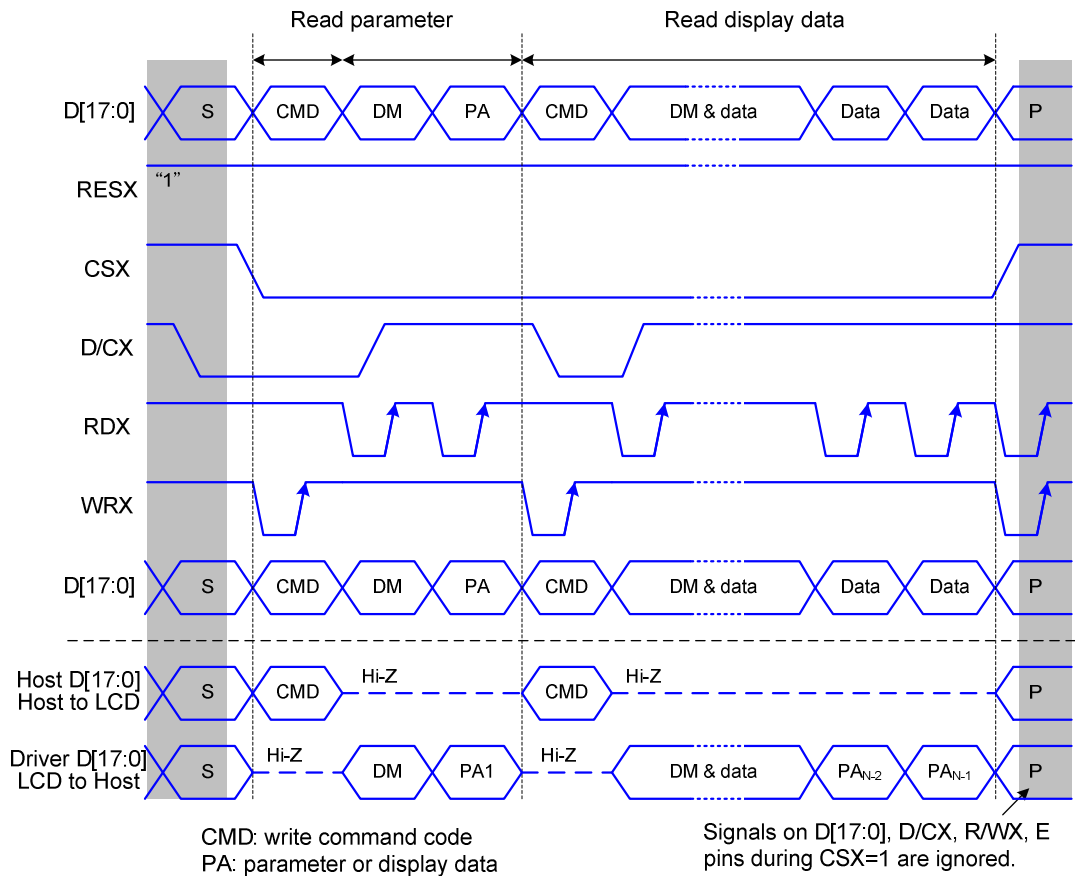 Read parameter Read display data
D[17:0] S CMD DM PA CMD DM & data Data Data P
RESX “1”
CSX
D/CX
RDX
WRX
D[17:0] S CMD DM PA CMD DM & data Data Data P
Host D[17:0]
Host to LCD
S CMD Hi-Z CMD Hi-Z P
Driver D[17:0]
LCD to Host
S Hi-Z DM PA1 Hi-Z DM & data PAN-2 PAN-1 P
CMD: write command code
PA: parameter or display data
Signals on D[17:0], D/CX, R/WX, E
pins during CSX=1 are ignored.